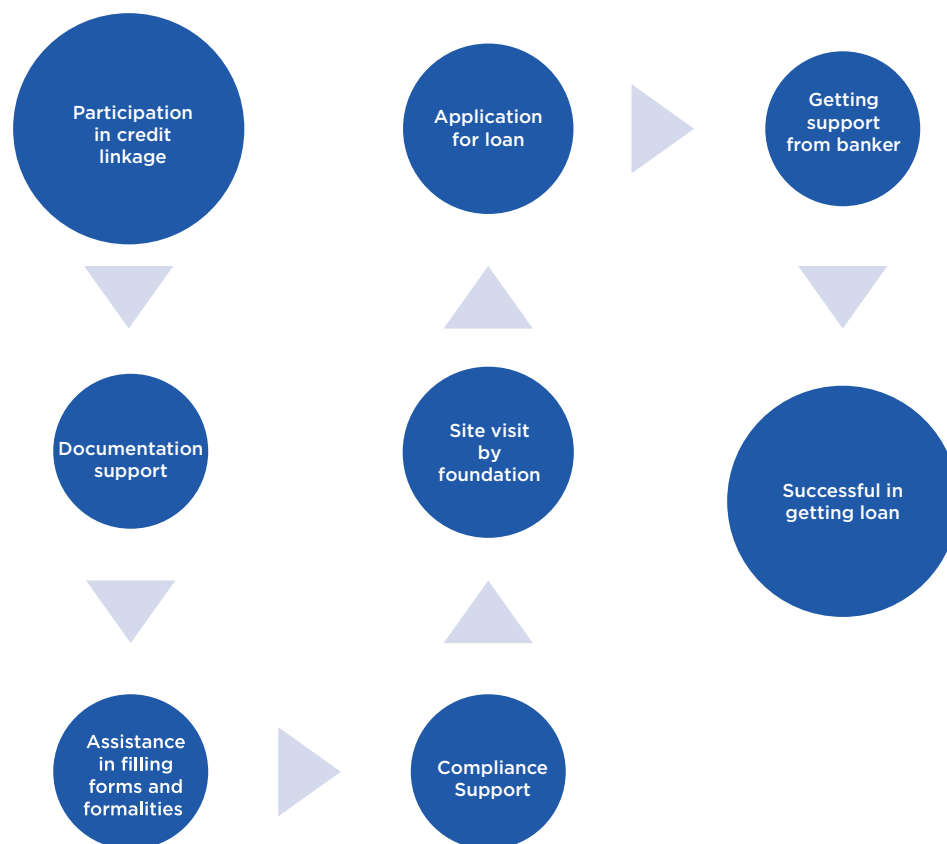 Participation
in credit
linkage
Documentation
support
Assistance
in filling
forms and
formalities
Compliance
Support
Site visit
by
foundation
Application
for loan
Getting
support
from banker
Successful in
getting loan